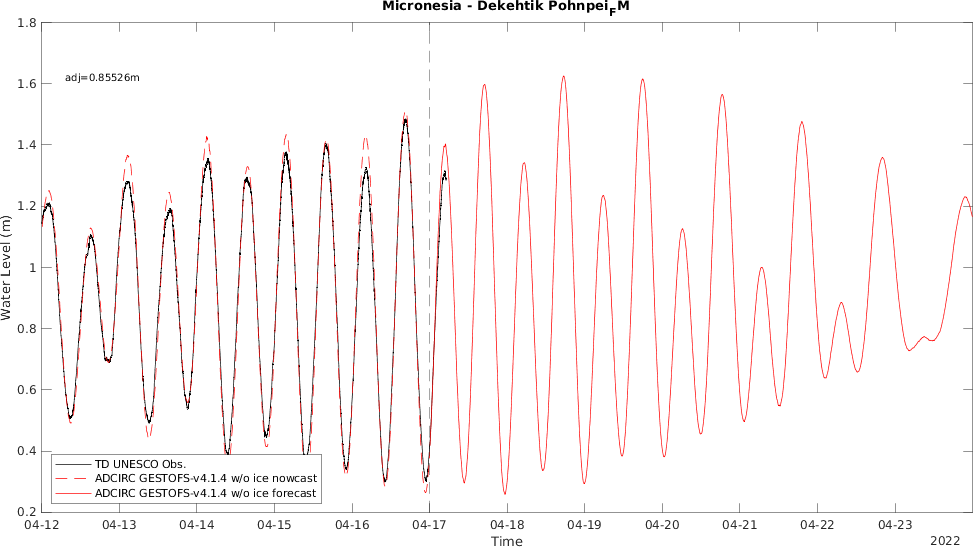 Micronesia - Dekehtik Pohnpei_FM
adj=0.85526m
Water Level (m)
1.8
1.6
1.4
1.2
1
0.8
0.6
0.4
0.2
TD UNESCO Obs.
ADCIRC GESTOFS-v4.1.4 w/o ice nowcast
ADCIRC GESTOFS-v4.1.4 w/o ice forecast
04-12 04-13 04-14 04-15 04-16 04-17 04-18 04-19 04-20 04-21 04-22 04-23
Time
2022